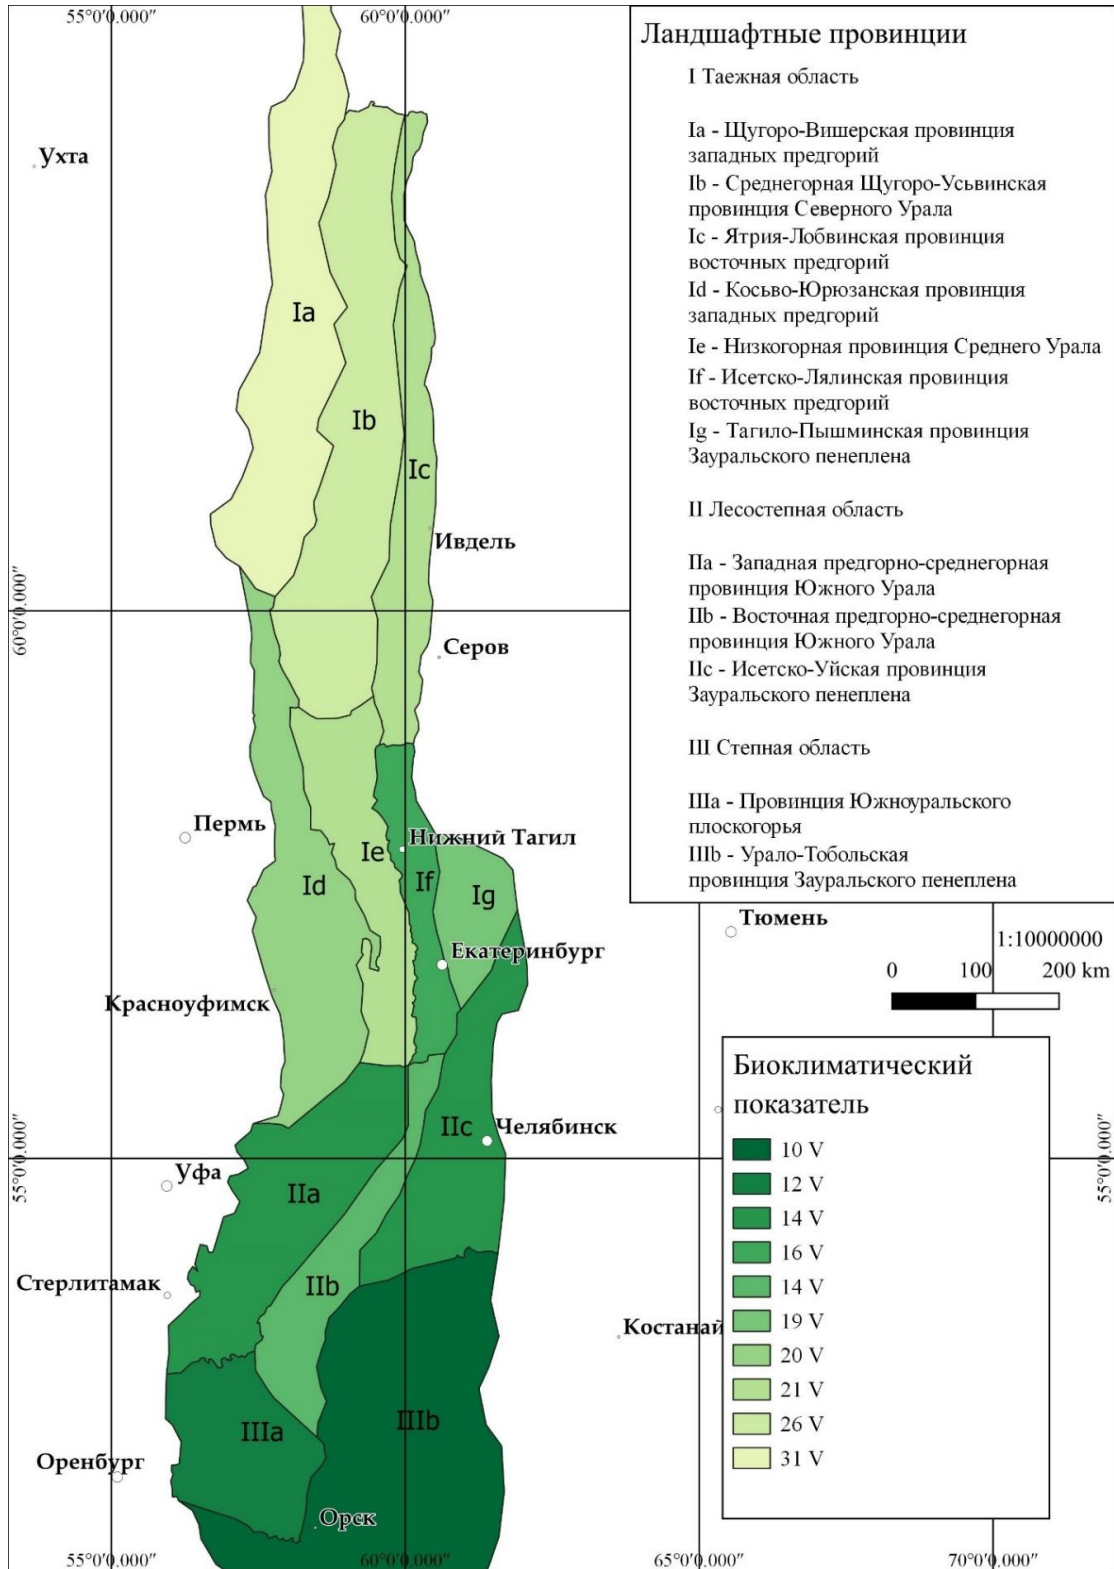 55°0'0.000"
60°0'0.000"
Ландшафтные провинции
I Таежная область
Ia - Щугоро-Вишерская провинция
западных предгорий
Ib - Среднегорная Щугоро-Усьвинская
провинция Северного Урала
Ic - Ятрия-Лобвинская провинция
восточных предгорий
Id - Косьво-Юрюзанская провинция
западных предгорий
Ie - Низкогорная провинция Среднего Урала
If - Исетско-Лялинская провинция
восточных предгорий
Ig - Тагило-Пышминская провинция
Зауральского пенеплена
II Лесостепная область
IIa - Западная предгорно-среднегорная
провинция Южного Урала
IIb - Восточная предгорно-среднегорная
провинция Южного Урала
IIc - Исетско-Уйская провинция
Зауральского пенеплена
III Степная область
IIIa - Провинция Южноуральского
плоскогорья
IIIb - Урало-Тобольская
провинция Зауральского пенеплена
Ухта
Ia
Ib
Ic
Ивдель
60°0'0.000"
Серов
Пермь
Нижний Тагил
Ie
Id
If
Ig
Тюмень
1:10000000
Екатеринбург
0 100 200 km
Красноуфимск
Биоклиматический
показатель
10 V
12 V
14 V
16 V
14 V
19 V
20 V
21 V
26 V
31 V
IIc
Челябинск
55°0'0.000"
55°0'0.000"
Уфа
IIa
Стерлитамак
IIb
Костанай
IIIa
IIIb
Оренбург
Орск
55°0'0.000"
60°0'0.000"
65°0'0.000"
70°0'0.000"